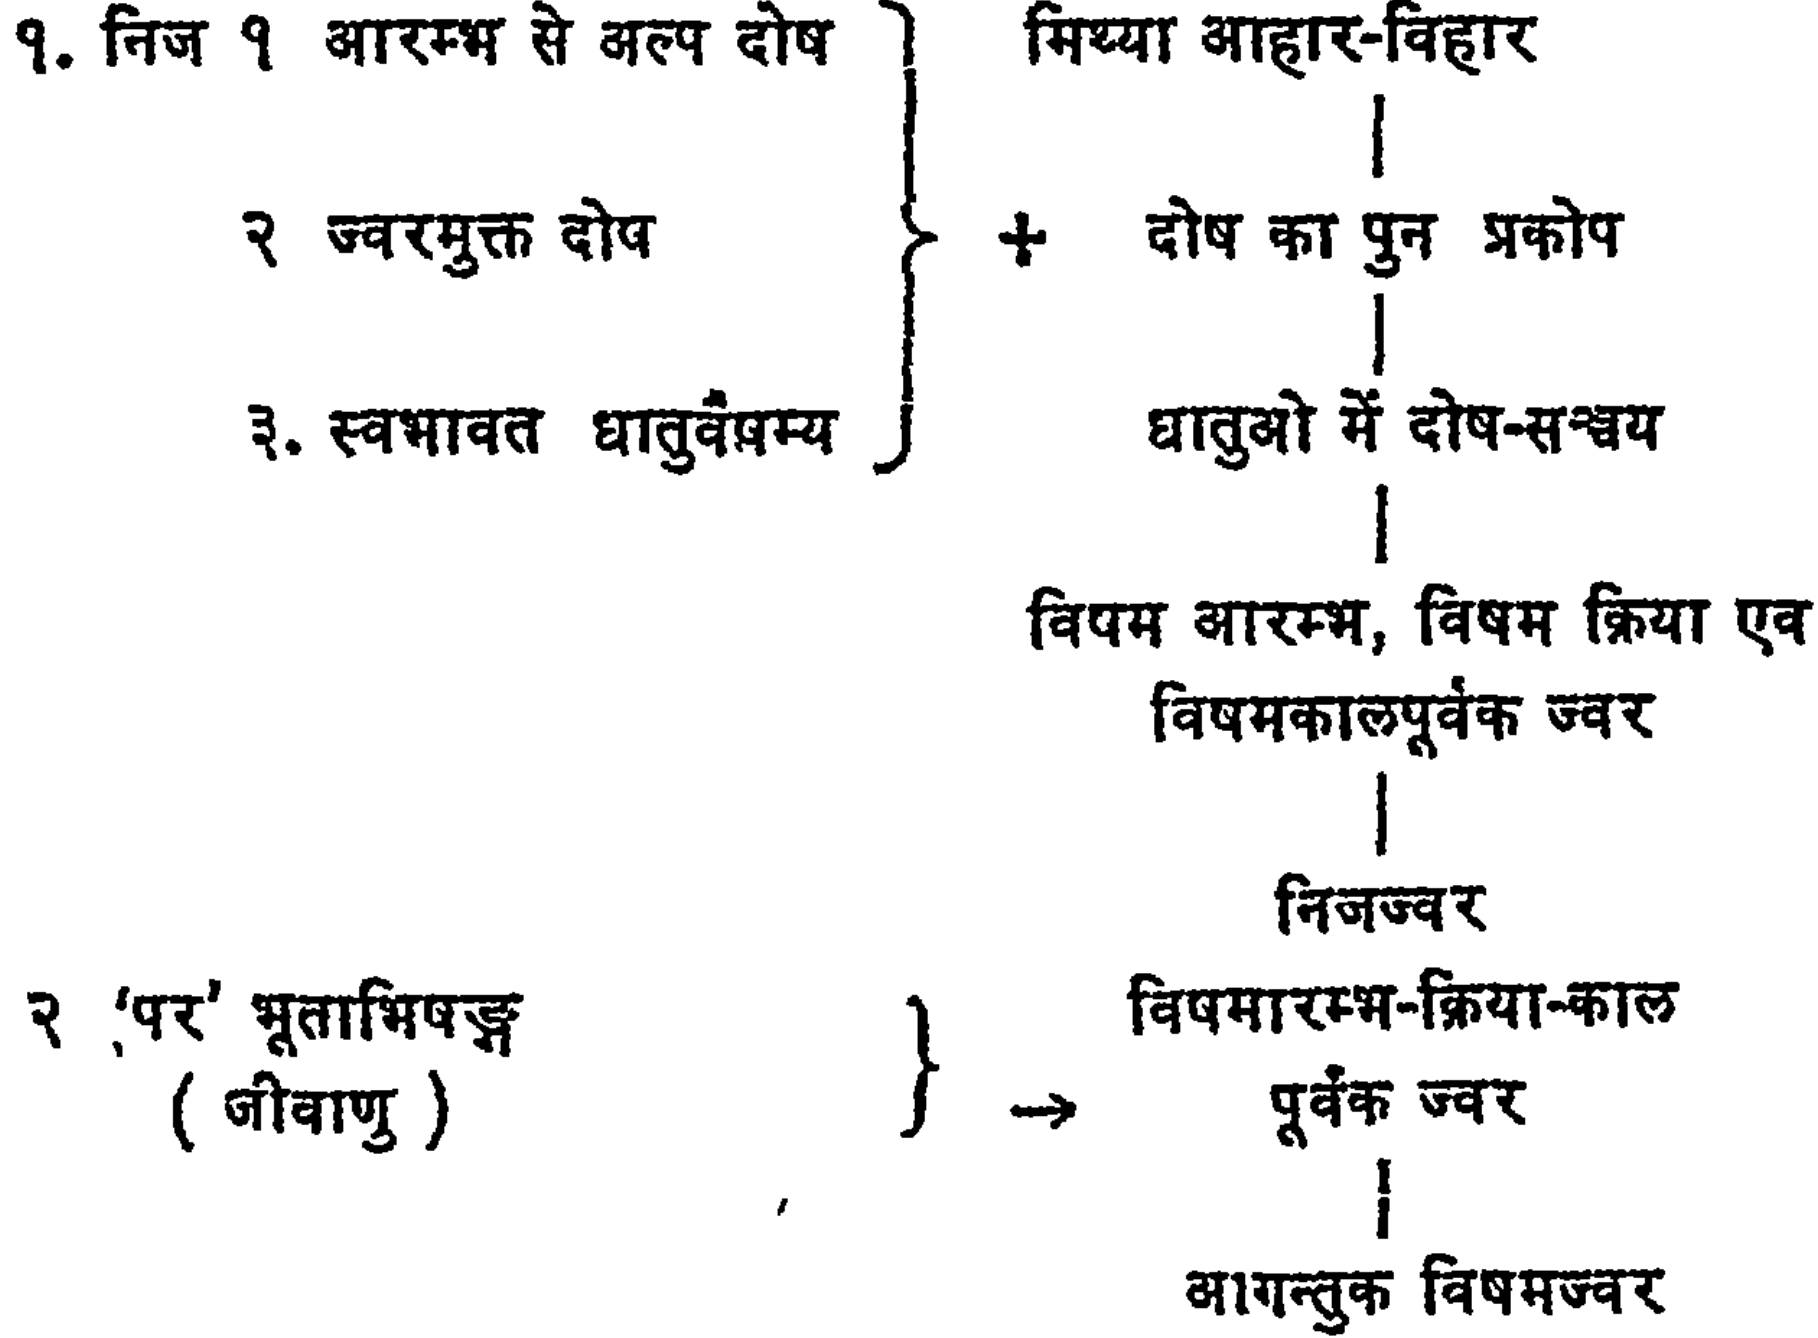 १. निज १ आरम्भ से अल्प दोष } मिथ्या आहार-विहार
२ ज्वरमुक्त दोष + दोष का पुन प्रकोप
३. स्वभावत धातुवैषम्य धातुओ में दोष-सञ्चय
विषम आरम्भ, विषम क्रिया एव
विषमकालपूर्वक ज्वर
निजज्वर
२ 'पर' भूताभिषङ्ग } विषमारम्भ-क्रिया-काल
( जीवाणु ) → पूर्वक ज्वर
आगन्तुक विषमज्वर